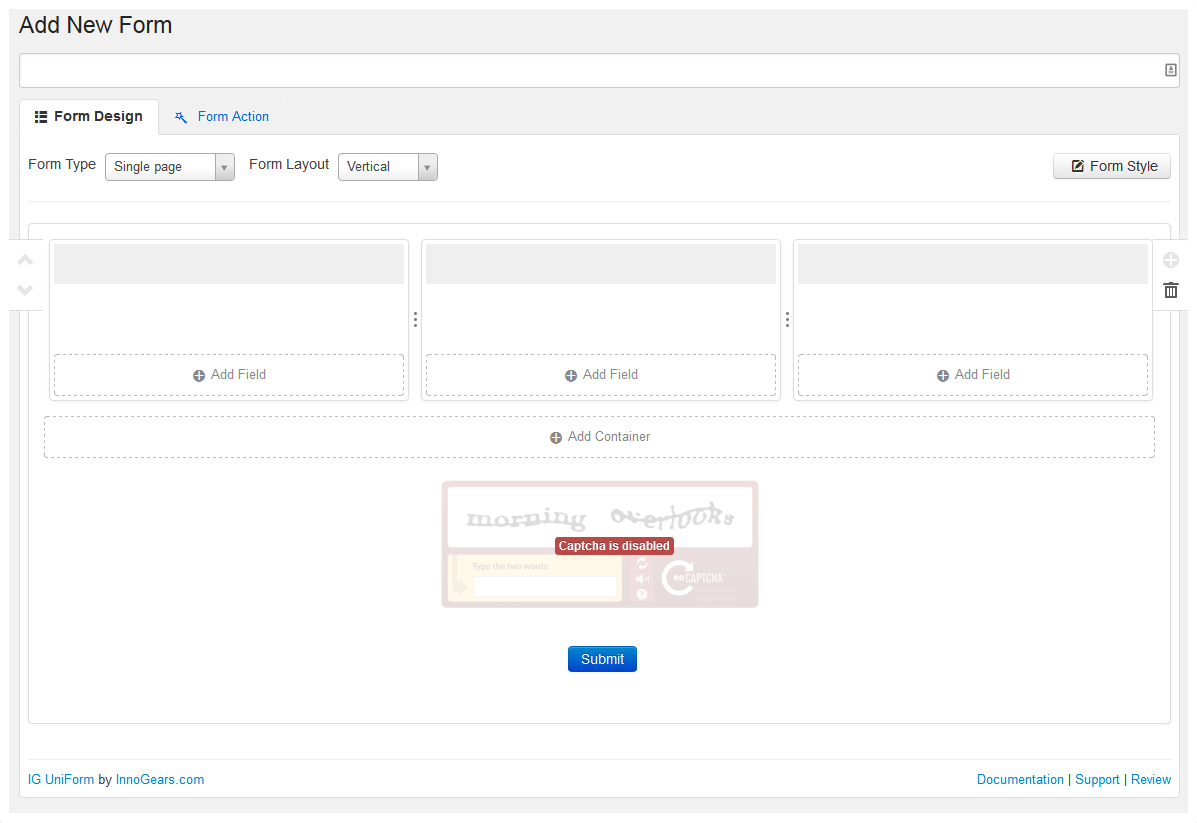 Add New Form
Form Design
Form Action
Form Type
Single page
Form Layout
Vertical
Form Style
Add Field
Add Field
Add Field
Add Container
morning overlooks
Captcha is disabled
Type the two words:
reCAPTCHA
Submit
IG UniForm by InnoGears.com
Documentation | Support | Review